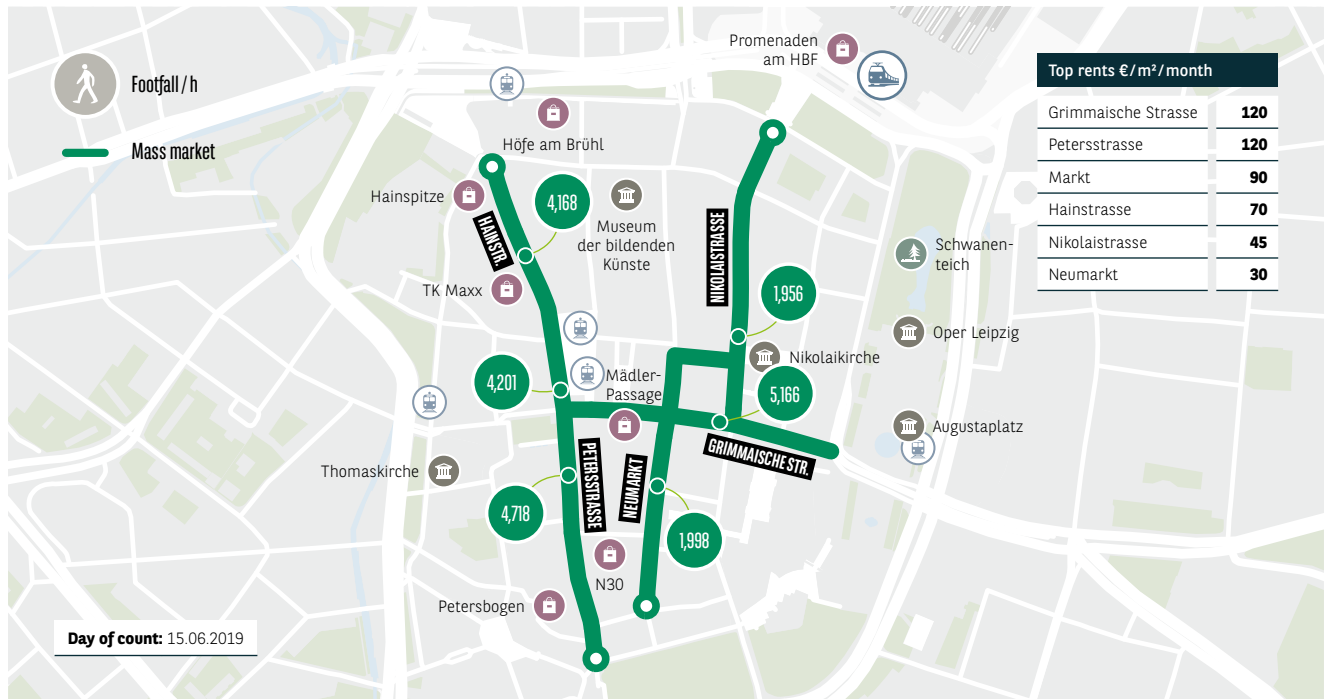 Footfall / h
Mass market
Promenaden
am HBF
Höfe am Brühl
Hainspitze
HAINSTR.
4,168
Museum
der bildenden
Künste
NIKOLAISTRASSE
TK Maxx
1,956
Schwanen-
teich
Oper Leipzig
Nikolaikirche
4,201
Mädler-
Passage
5,166
Augustaplatz
GRIMMAISCHE STR.
Thomaskirche
PETERSSTRASSE
NEUMARKT
4,718
1,998
N30
Petersbogen
Top rents €/m²/month
Grimmaische Strasse 120
Petersstrasse 120
Markt 90
Hainstrasse 70
Nikolaistrasse 45
Neumarkt 30
Day of count: 15.06.2019